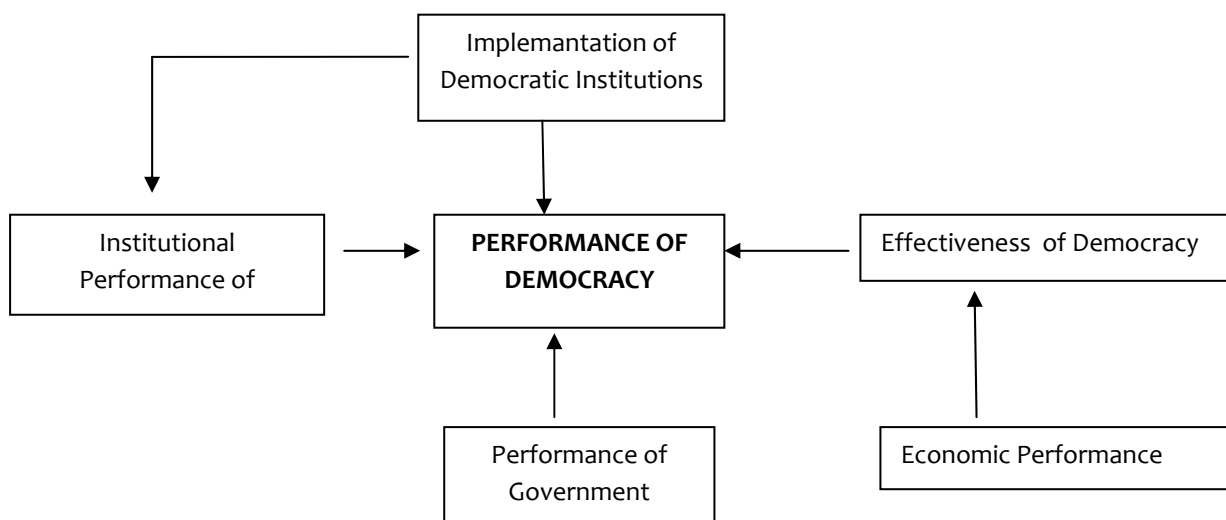 Implemantation of
Democratic Institutions
Institutional
Performance of
PERFORMANCE OF
DEMOCRACY
Effectiveness of Democracy
Performance of
Government
Economic Performance